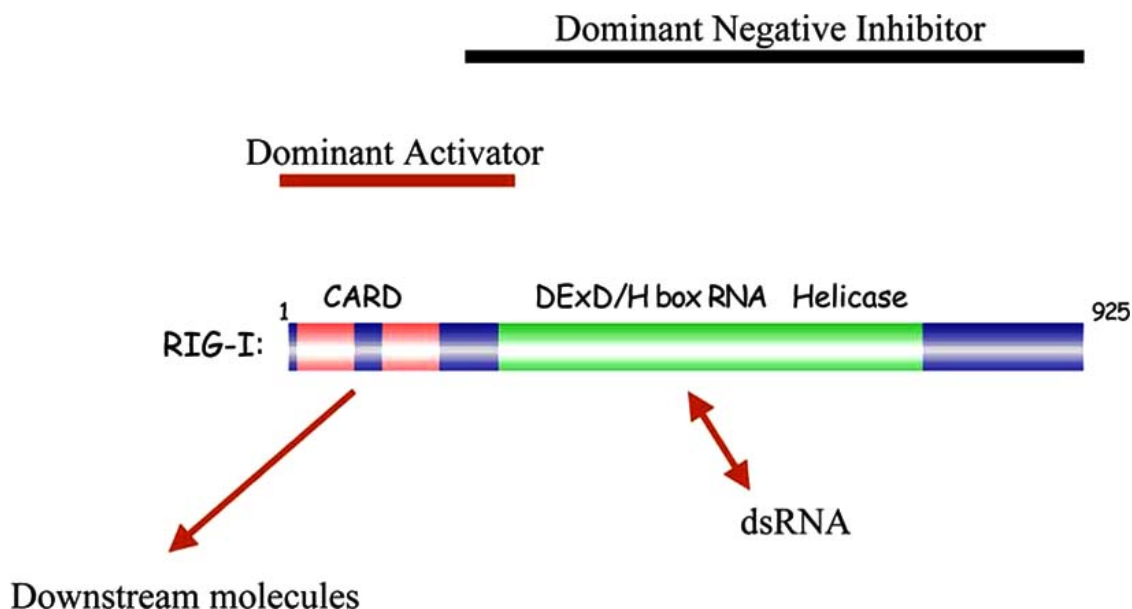 Dominant Negative Inhibitor
Dominant Activator
CARD
DExD/H box RNA Helicase
1
925
RIG-I:
dsRNA
Downstream molecules